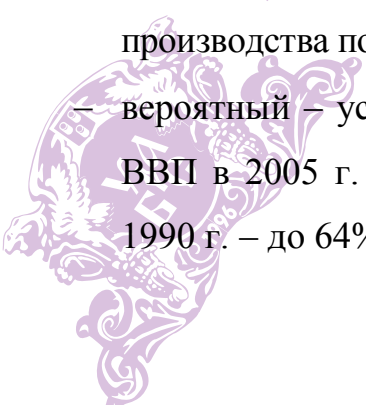 производства по
– вероятный – ус
ВВП в 2005 г.
1990 г. – до 64%